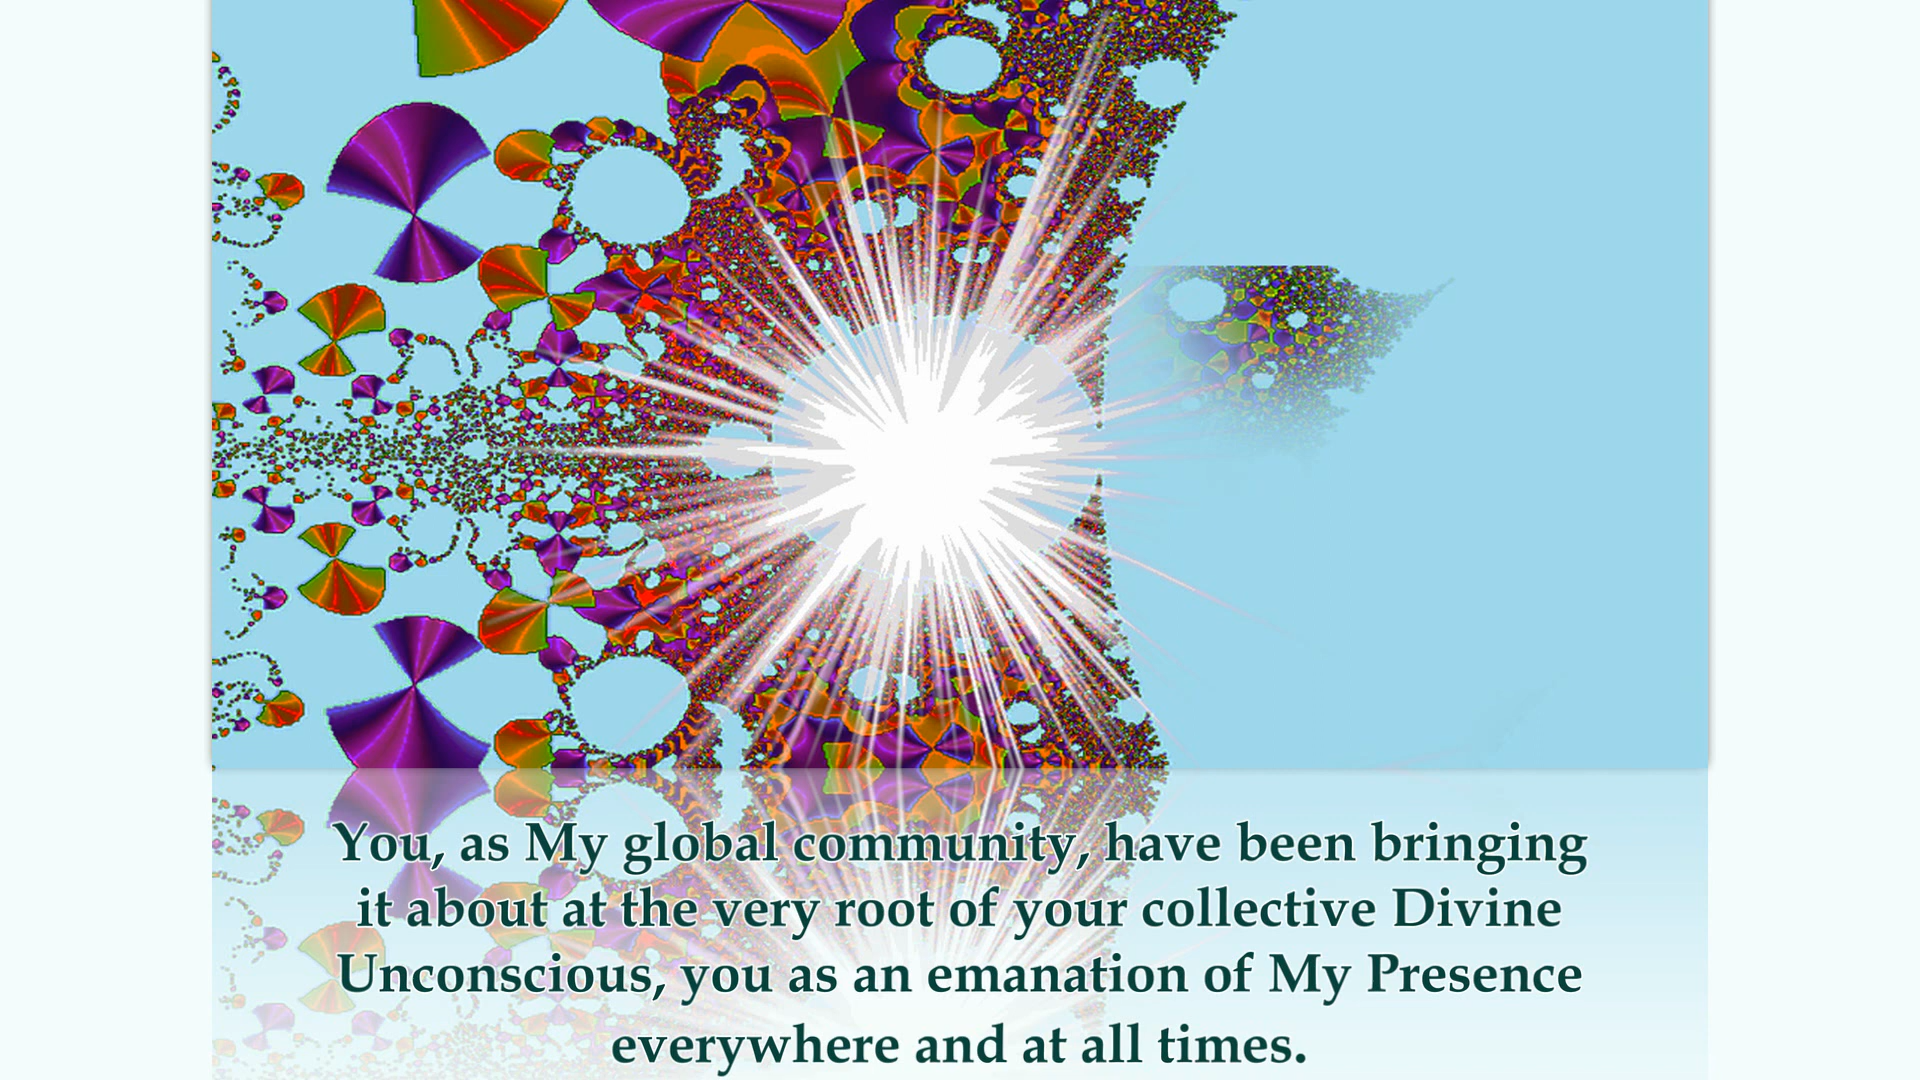 You, as My global community, have been bringing
it about at the very root of your collective Divine
Unconscious, you as an emanation of My Presence
everywhere and at all times.